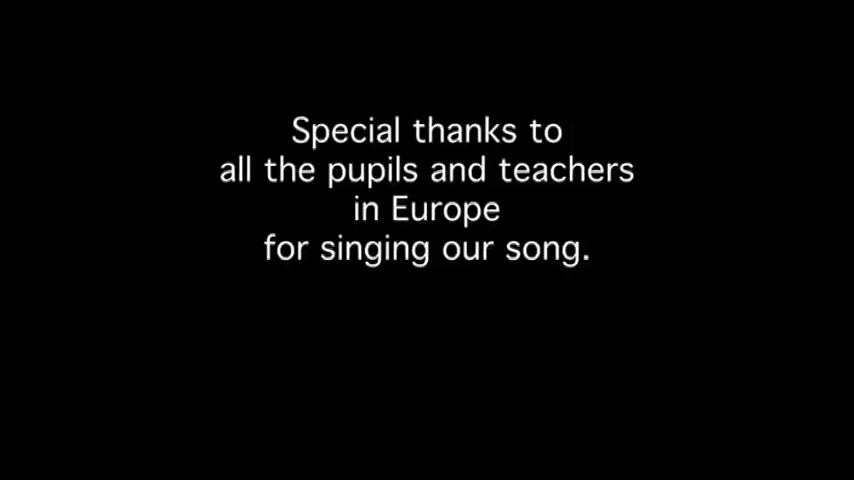 Special thanks to
all the pupils and teachers
in Europe
for singing our song.